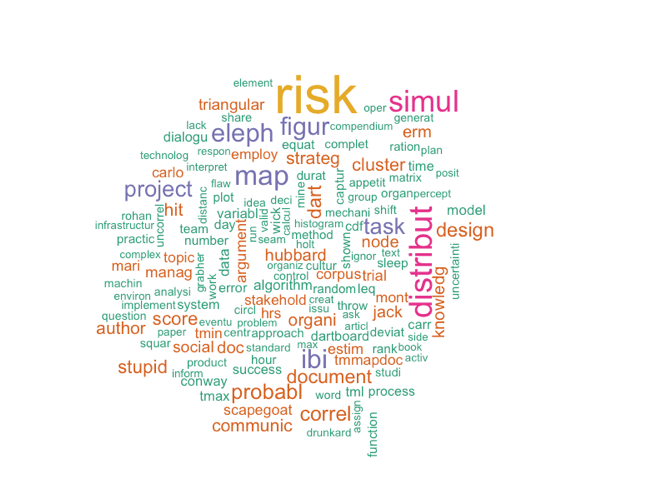 element
risk
simul
oper
triangular
share
generat
lack
eleph
figur
compendium
erm
dialogu
equat
complet
ration
plan
technolog
respon
employ
strateg
cluster
time
interpret
carlo
map
durat
captur
appetit
matrix
posit
project
flaw
distanc
plot
idea
deci
mine
dart
group
organ
percept
rohan
hit
variabl
valid
wick
calcul
mechani
shift
model
infrastructur
uncorrel
team
day
run
histogram
cdf
task
distribut
design
practic
number
argument
seam
method
holt
shown
node
complex
topic
grabher
data
hubbard
ignor
text
uncertainti
mari
manag
work
organiz
cultur
sleep
knowledg
machin
error
algorithm
control
corpus
trial
environ
analysi
random
leq
implement
system
stakehold
creat
mont
question
score
circl
hrs
issu
throw
jack
author
eventu
problem
organi
ask
articl
carr
paper
tmin
centr
approach
dartboard
deviat
side
squar
social
doc
standard
max
ibi
estim
rank
book
stupid
product
hour
tmmapdoc
activ
inform
success
document
studi
conway
probabl
tmax
word
tml
process
scapegoat
correl
assign
communic
drunkard
function